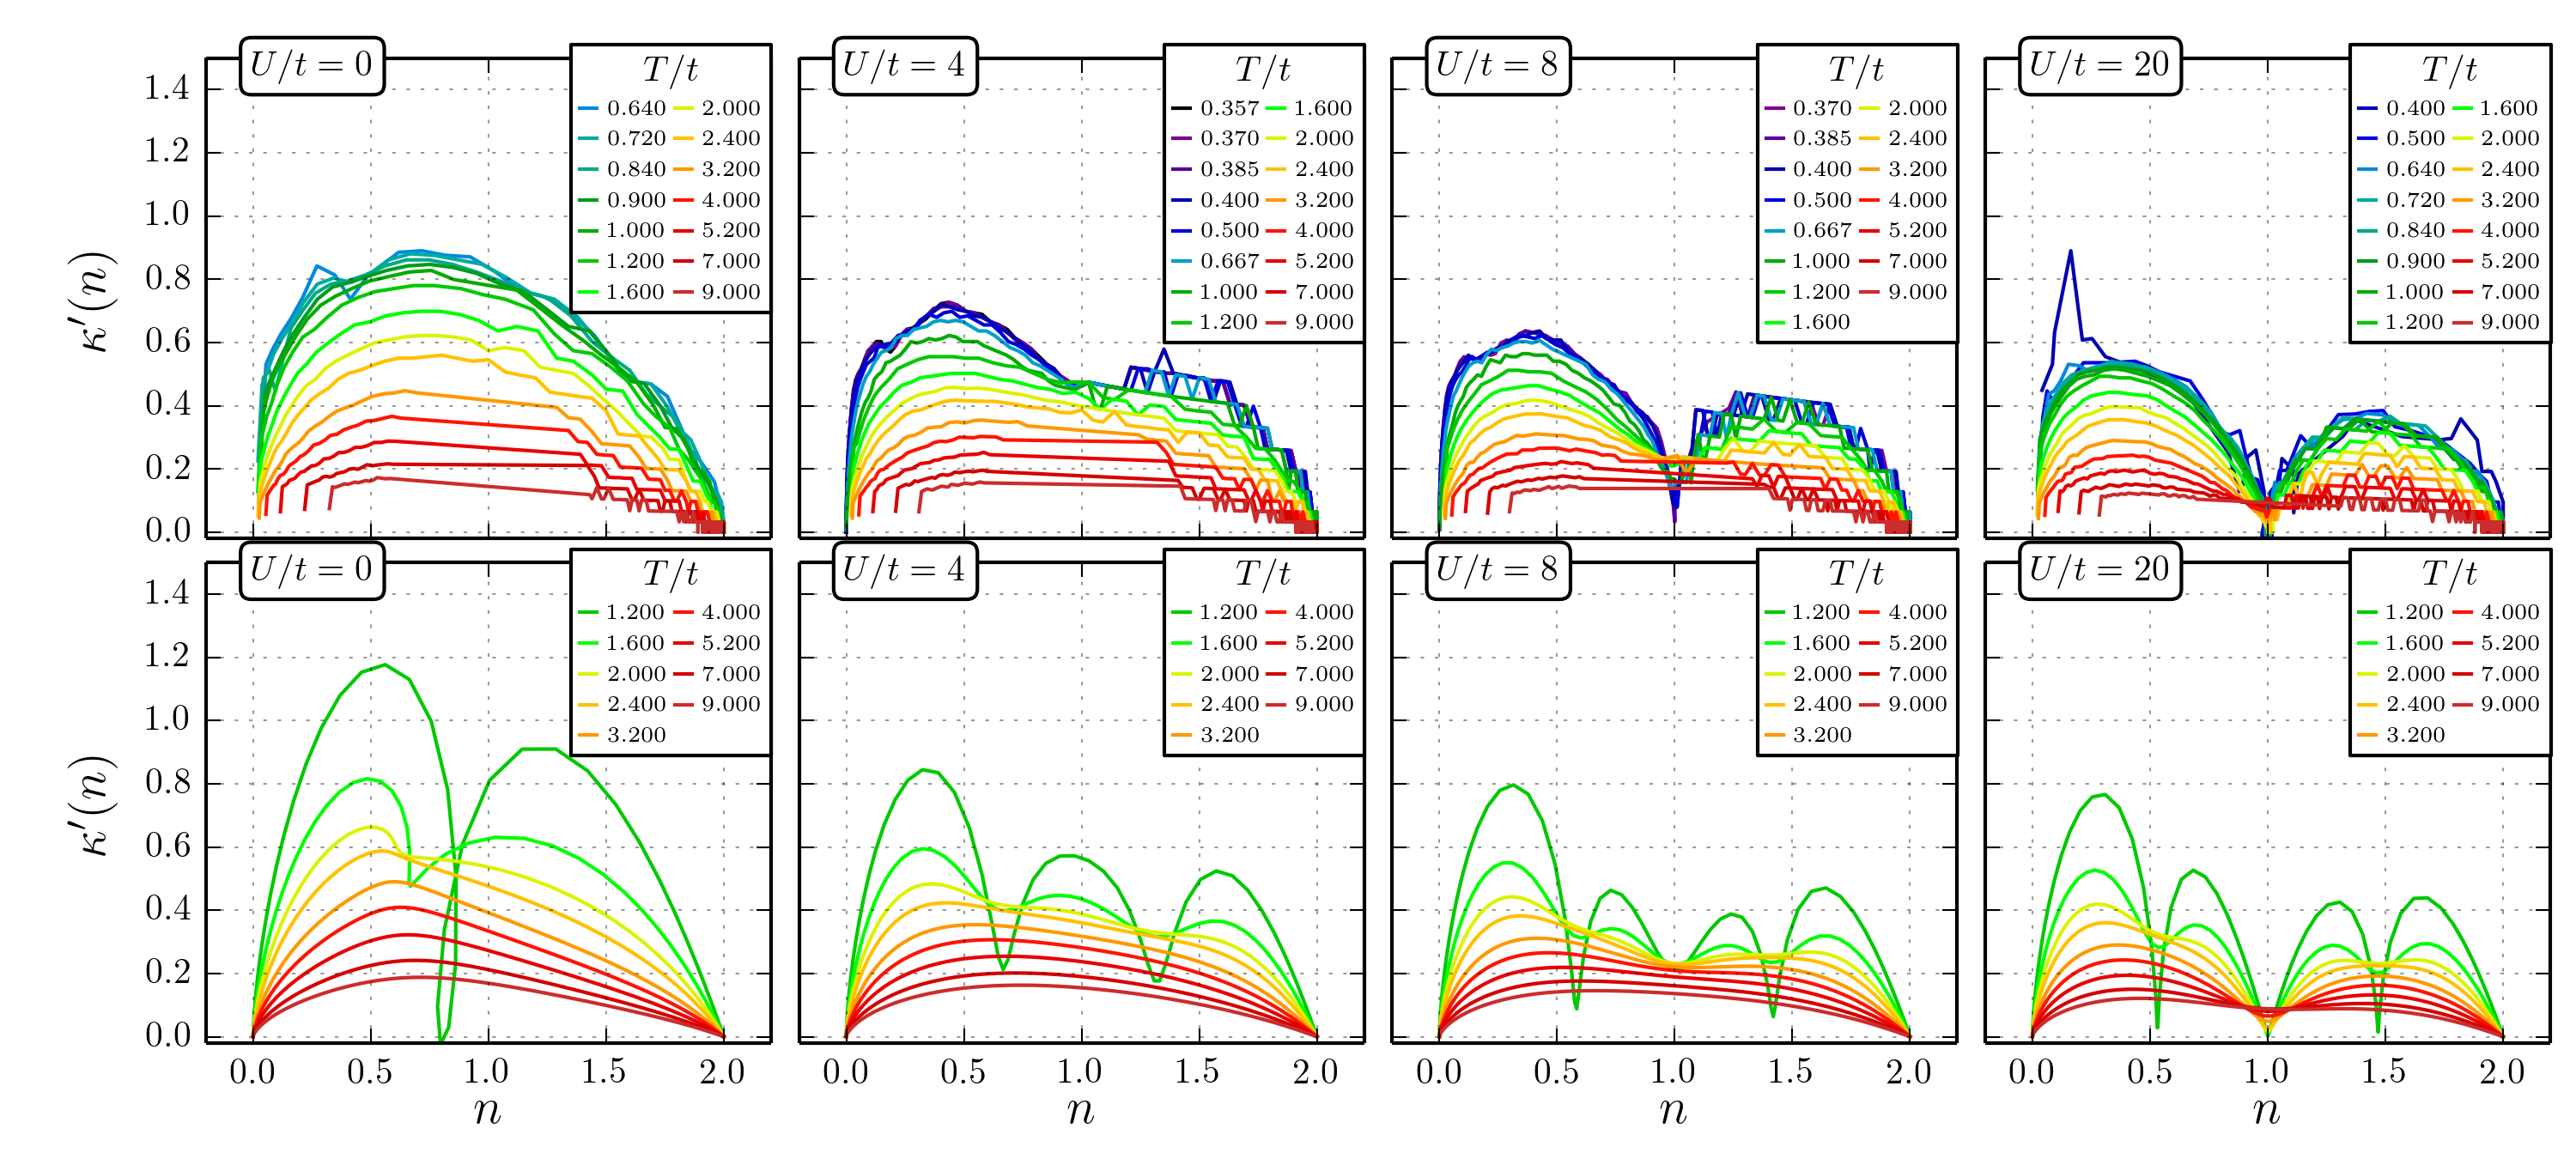 U/t = 0
T/t
0.640 2.000
0.720 2.400
0.840 3.200
0.900 4.000
1.000 5.200
1.200 7.000
1.600 9.000
U/t = 4
T/t
0.357 1.600
0.370 2.000
0.385 2.400
0.400 3.200
0.500 4.000
0.667 5.200
1.000 7.000
1.200 9.000
U/t = 8
T/t
0.370 2.000
0.385 2.400
0.400 3.200
0.500 4.000
0.667 5.200
1.000 7.000
1.200 9.000
1.600
U/t = 20
T/t
0.400 1.600
0.500 2.000
0.640 2.400
0.720 3.200
0.840 4.000
0.900 5.200
1.000 7.000
1.200 9.000
κ′(n)
1.4
1.2
1.0
0.8
0.6
0.4
0.2
0.0
U/t = 0
T/t
1.200 4.000
1.600 5.200
2.000 7.000
2.400 9.000
3.200
U/t = 4
T/t
1.200 4.000
1.600 5.200
2.000 7.000
2.400 9.000
3.200
U/t = 8
T/t
1.200 4.000
1.600 5.200
2.000 7.000
2.400 9.000
3.200
U/t = 20
T/t
1.200 4.000
1.600 5.200
2.000 7.000
2.400 9.000
3.200
κ′(n)
1.4
1.2
1.0
0.8
0.6
0.4
0.2
0.0
0.0 0.5 1.0 1.5 2.0
n
0.0 0.5 1.0 1.5 2.0
n
0.0 0.5 1.0 1.5 2.0
n
0.0 0.5 1.0 1.5 2.0
n